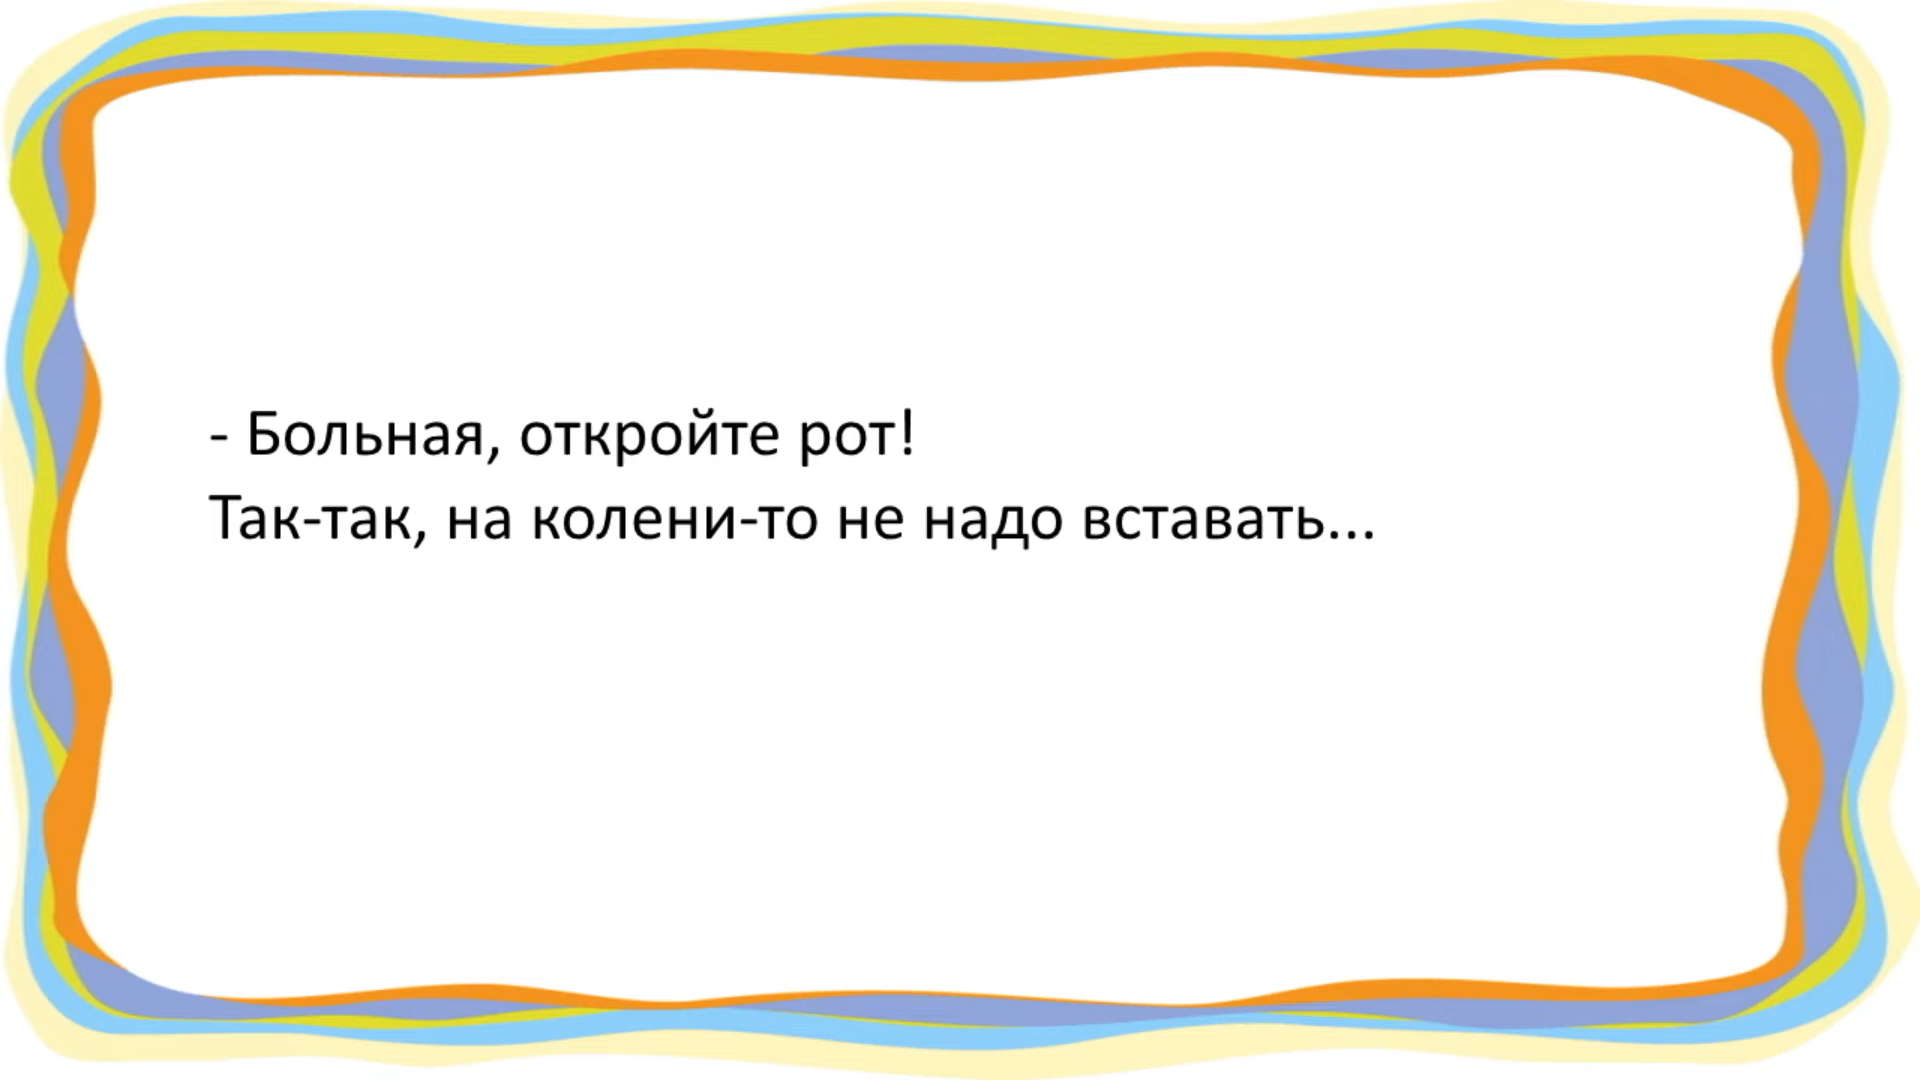 - Больная, откройте рот!
Так-так, на колени-то не надо вставать...